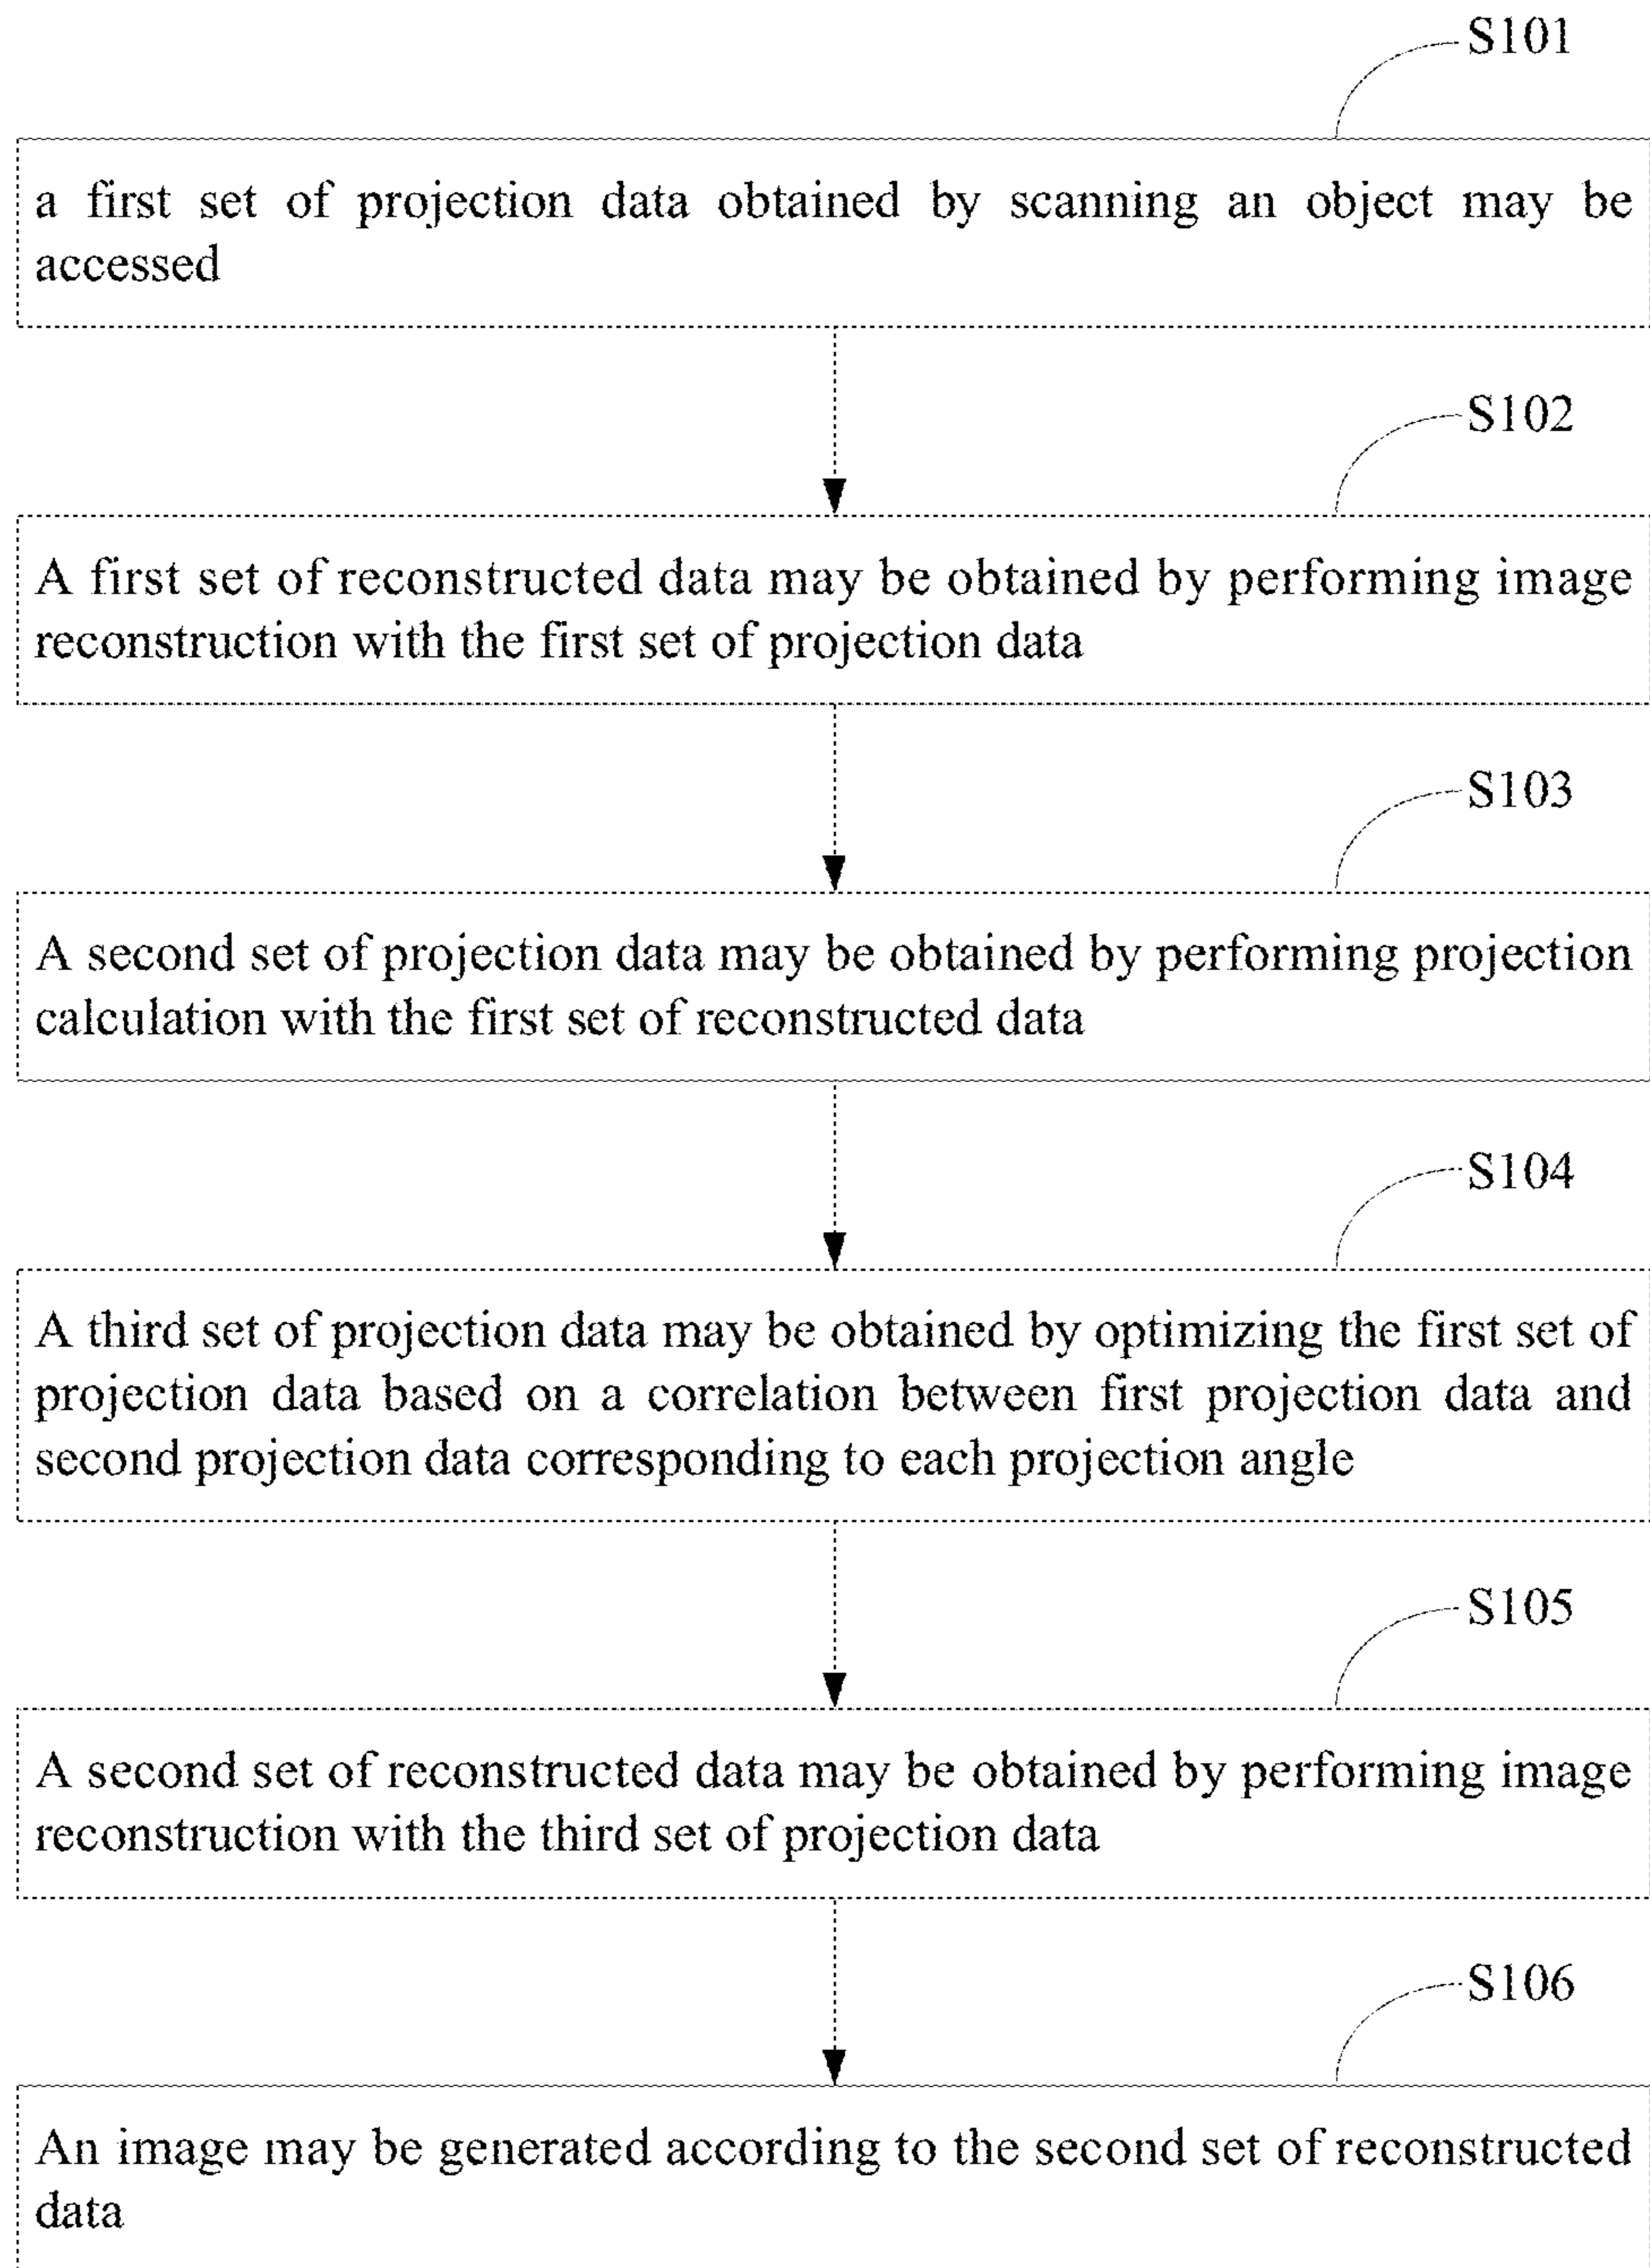 S101
a first set of projection data obtained by scanning an object may be
accessed
S102
A first set of reconstructed data may be obtained by performing image
reconstruction with the first set of projection data
S103
A second set of projection data may be obtained by performing projection
calculation with the first set of reconstructed data
S104
A third set of projection data may be obtained by optimizing the first set of
projection data based on a correlation between first projection data and
second projection data corresponding to each projection angle
S105
A second set of reconstructed data may be obtained by performing image
reconstruction with the third set of projection data
S106
An image may be generated according to the second set of reconstructed
data